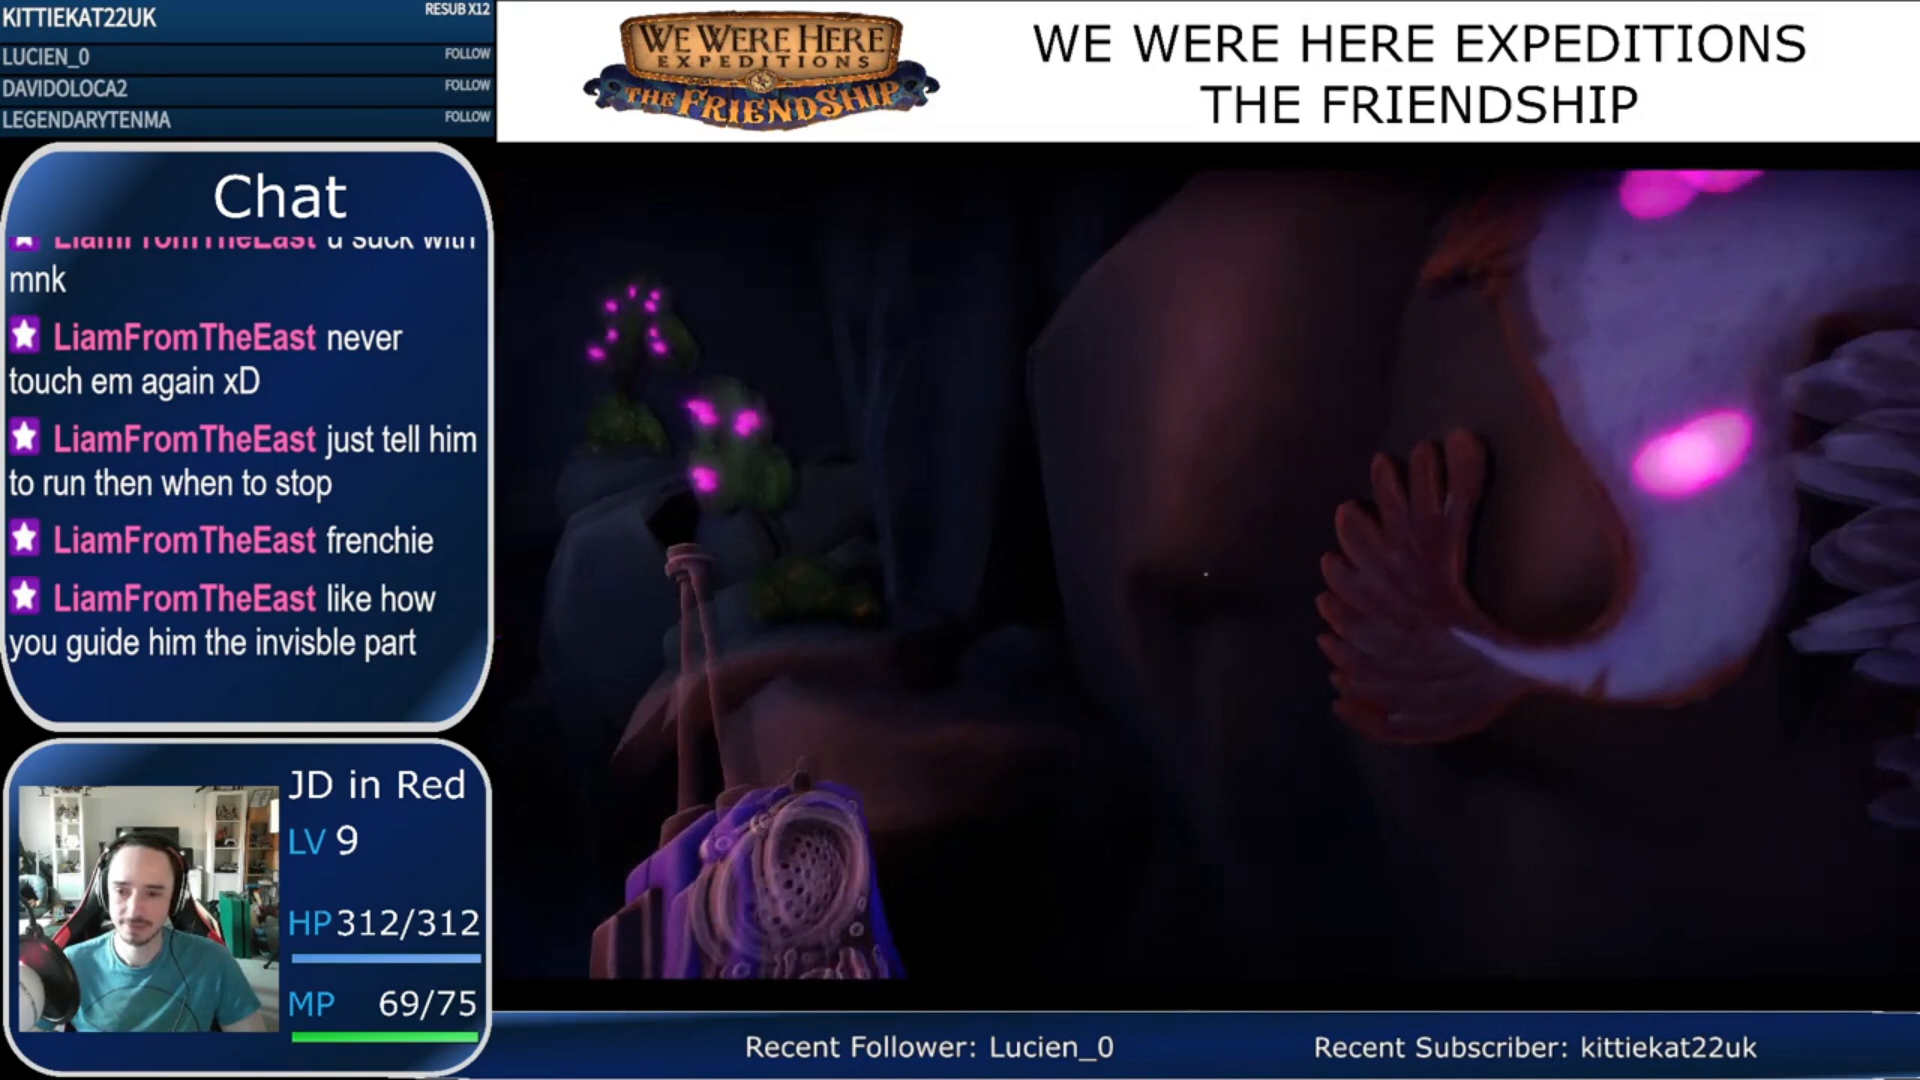 KITTIEKAT22UK RESUB X12
LUCIEN_0 FOLLOW
DAVIDOLOCA2 FOLLOW
LEGENDARYTENMA FOLLOW
WE WERE HERE
EXPEDITIONS
THE FRIENDSHIP
WE WERE HERE EXPEDITIONS
THE FRIENDSHIP
Chat
LiamFromTheEast u suck with
mnk
LiamFromTheEast never
touch em again xD
LiamFromTheEast just tell him
to run then when to stop
LiamFromTheEast frenchie
LiamFromTheEast like how
you guide him the invisble part
JD in Red
LV 9
HP 312/312
MP 69/75
Recent Follower: Lucien_0
Recent Subscriber: kittiekat22uk